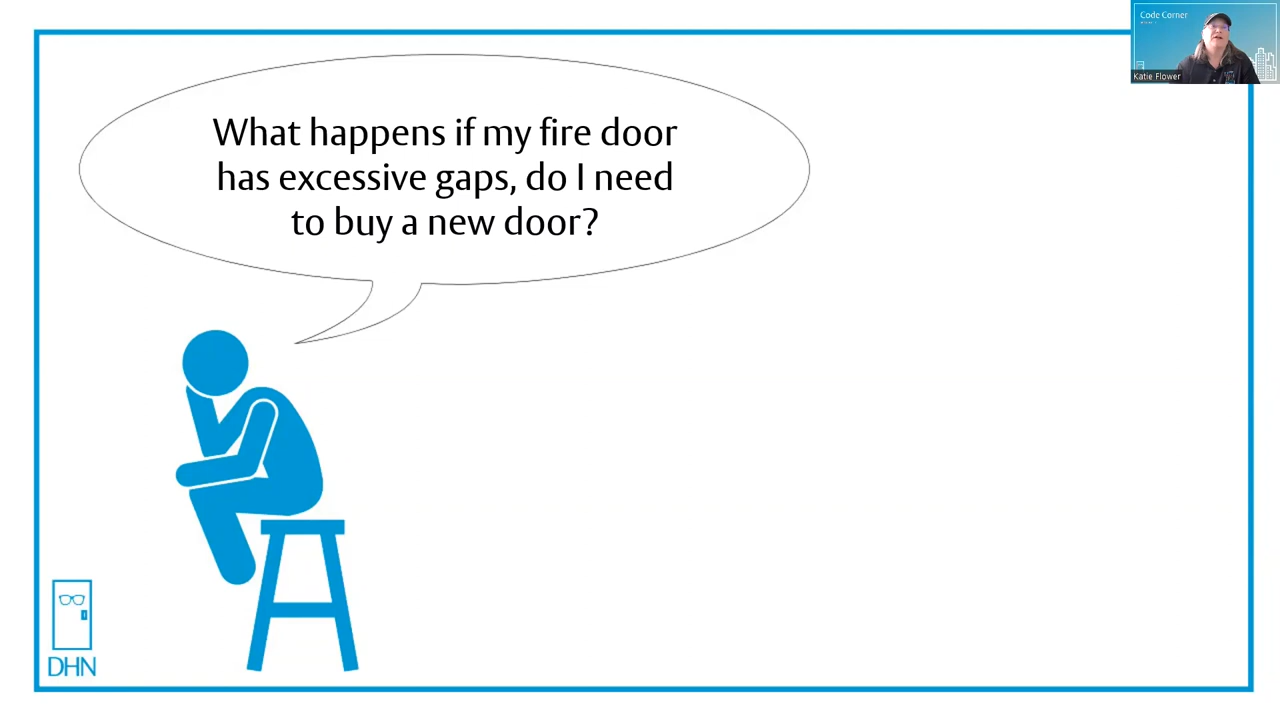 What happens if my fire door
has excessive gaps, do I need
to buy a new door?
DHN
Code Corner
Katie Flower